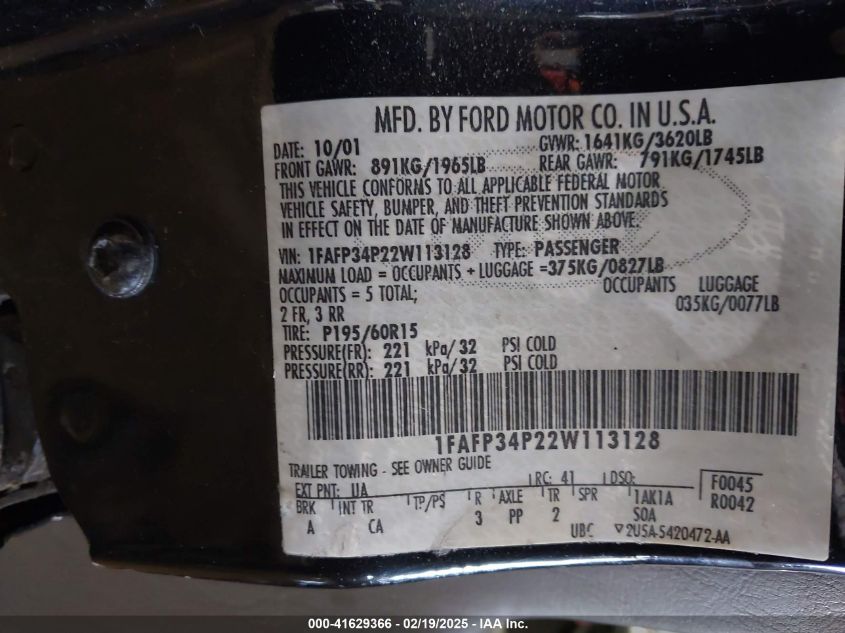 MFD. BY FORD MOTOR CO. IN U.S.A.
DATE: 10/01 GVWR: 1641KG/3620LB
FRONT GAWR: 891KG/1965LB REAR GAWR: 791KG/1745LB
THIS VEHICLE CONFORMS TO ALL APPLICABLE FEDERAL MOTOR
VEHICLE SAFETY, BUMPER, AND THEFT PREVENTION STANDARDS
IN EFFECT ON THE DATE OF MANUFACTURE SHOWN ABOVE.
VIN: 1FAFP34P22W113128 TYPE: PASSENGER
MAXIMUM LOAD = OCCUPANTS + LUGGAGE =375KG/0827LB
OCCUPANTS = 5 TOTAL; OCCUPANTS LUGGAGE
2 FR, 3 RR 035KG/0077LB
TIRE: P195/60R15
PRESSURE(FR): 221 kPa/ 32 PSI COLD
PRESSURE(RR): 221 kPa/ 32 PSI COLD
1FAFP34P22W113128
TRAILER TOWING - SEE OWNER GUIDE
EXT PNT: UA RC: 41 DSO: F0045
BRK INT TR TP/PS R AXLE TR SPR 1AK1A R0042
A CA 3 PP 2 SOA
UBC ▽2U5A-5420472-AA
000-41629366 - 02/19/2025 - IAA Inc.